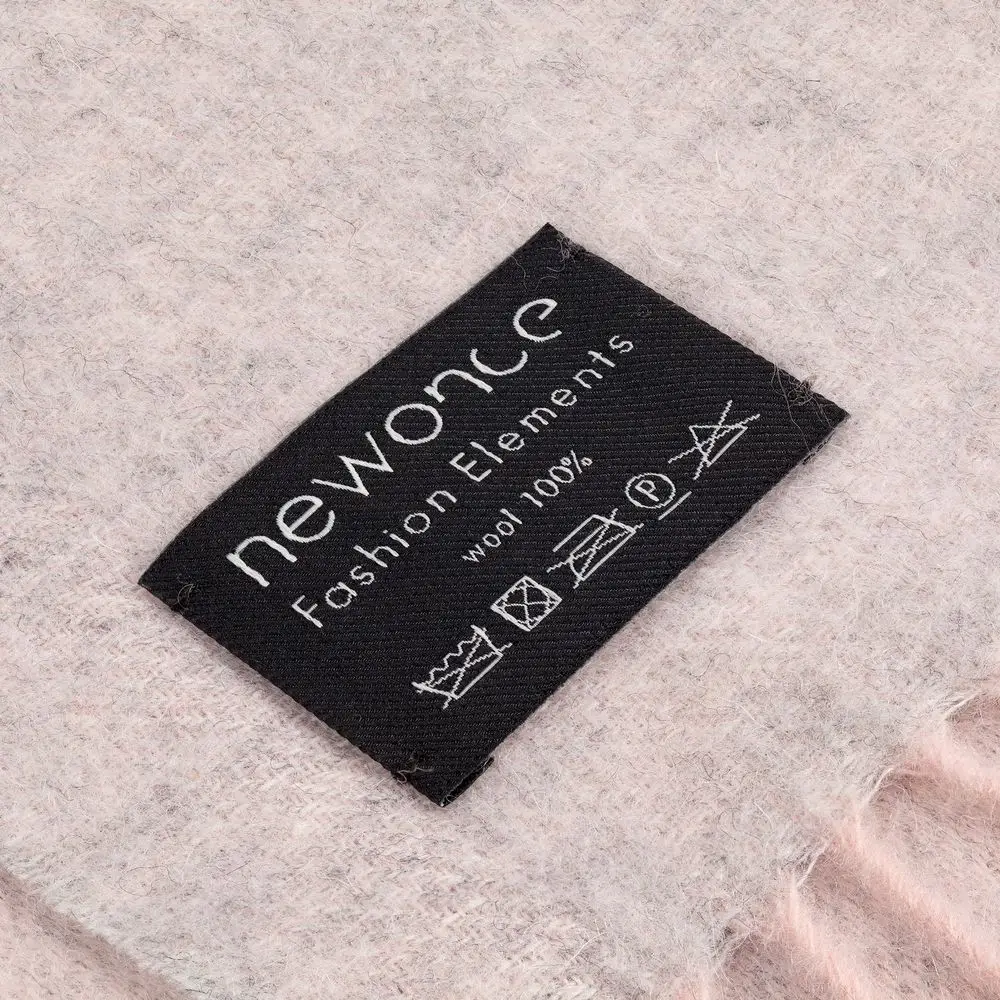 newonce
Fashion Elements
wool 100%
P